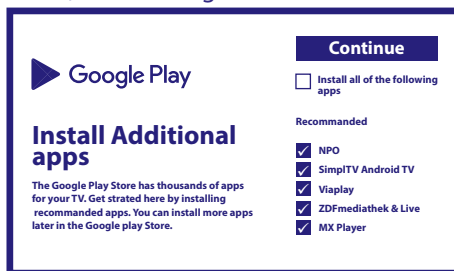 Google Play
Install Additional
apps
The Google Play Store has thousands of apps
for your TV. Get strated here by installing
recommanded apps. You can install more apps
later in the Google play Store.
Continue
Install all of the following
apps
Recommanded
NPO
SimplTV Android TV
Viaplay
ZDFmediathek & Live
MX Player